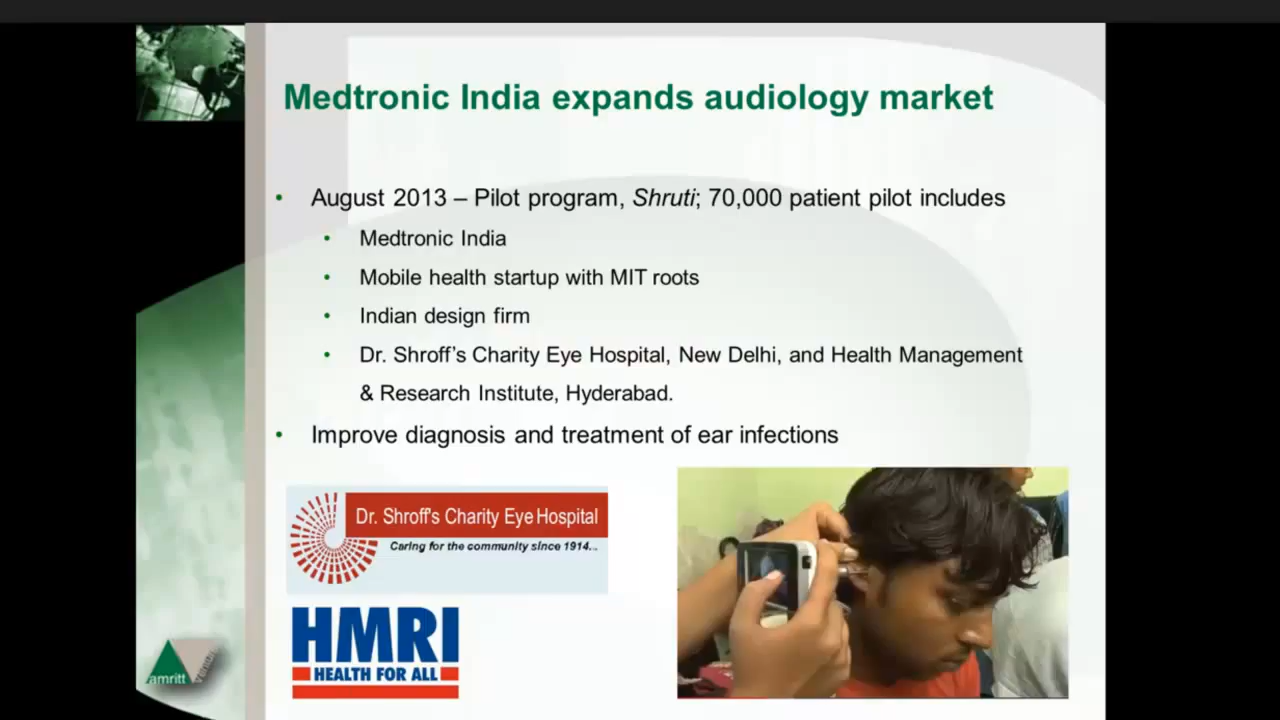 Medtronic India expands audiology market
• August 2013 – Pilot program, Shruti; 70,000 patient pilot includes
• Medtronic India
• Mobile health startup with MIT roots
• Indian design firm
• Dr. Shroff’s Charity Eye Hospital, New Delhi, and Health Management
& Research Institute, Hyderabad.
• Improve diagnosis and treatment of ear infections
Dr. Shroff's Charity Eye Hospital
Caring for the community since 1914...
HMRI
HEALTH FOR ALL
amritt